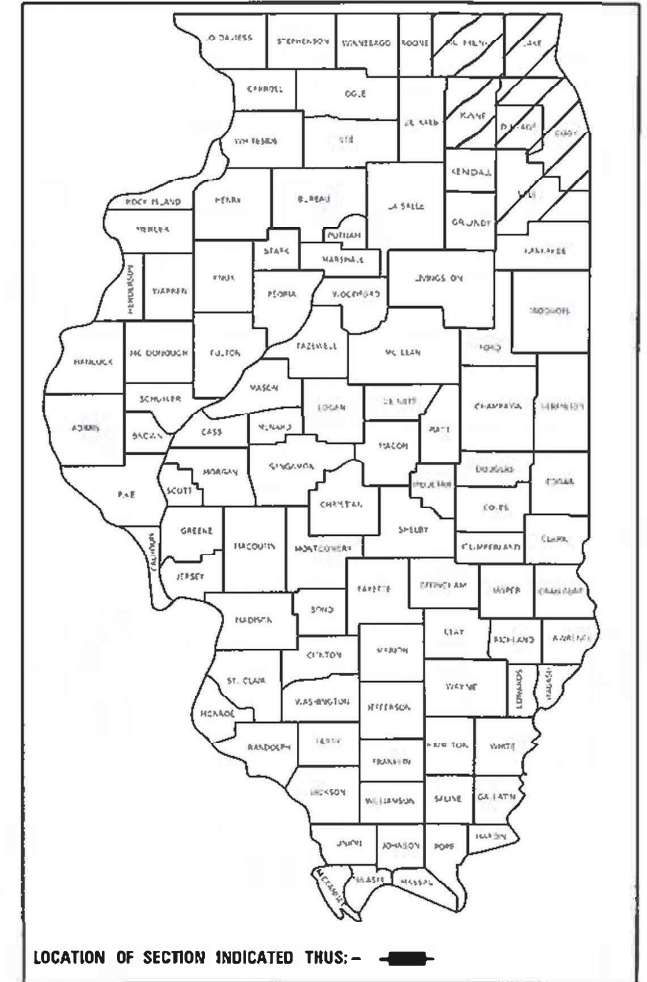 JO DAVIESS STEPHENSON WINNEBAGO BOONE McHENRY LAKE
CARROLL OGLE DE KALB KANE DU PAGE COOK
WHITESIDE LEE KENDALL WILL
ROCK ISLAND HENRY BUREAU LA SALLE GRUNDY
MERCER PUTNAM
STARK MARSHALL KANKAKEE
HENDERSON WARREN KNOX PEORIA WOODFORD LIVINGSTON IROQUOIS
HANCOCK MC DONOUGH FULTON TAZEWELL MC LEAN FORD
SCHUYLER MASON LOGAN DE WITT CHAMPAIGN VERMILION
ADAMS BROWN CASS MENARD MACON PIATT
PIKE SCOTT MORGAN SANGAMON MOULTRIE DOUGLAS EDGAR
CHRISTIAN COLES
CALHOUN GREENE MACOUPIN MONTGOMERY SHELBY CUMBERLAND CLARK
JERSEY FAYETTE EFFINGHAM JASPER CRAWFORD
MADISON BOND
CLINTON MARION CLAY RICHLAND LAWRENCE
ST. CLAIR WASHINGTON WAYNE EDWARDS WABASH
MONROE JEFFERSON
RANDOLPH PERRY FRANKLIN HAMILTON WHITE
JACKSON WILLIAMSON SALINE GALLATIN
UNION JOHNSON POPE HARDIN
ALEXANDER PULASKI MASSAC
LOCATION OF SECTION INDICATED THUS:-